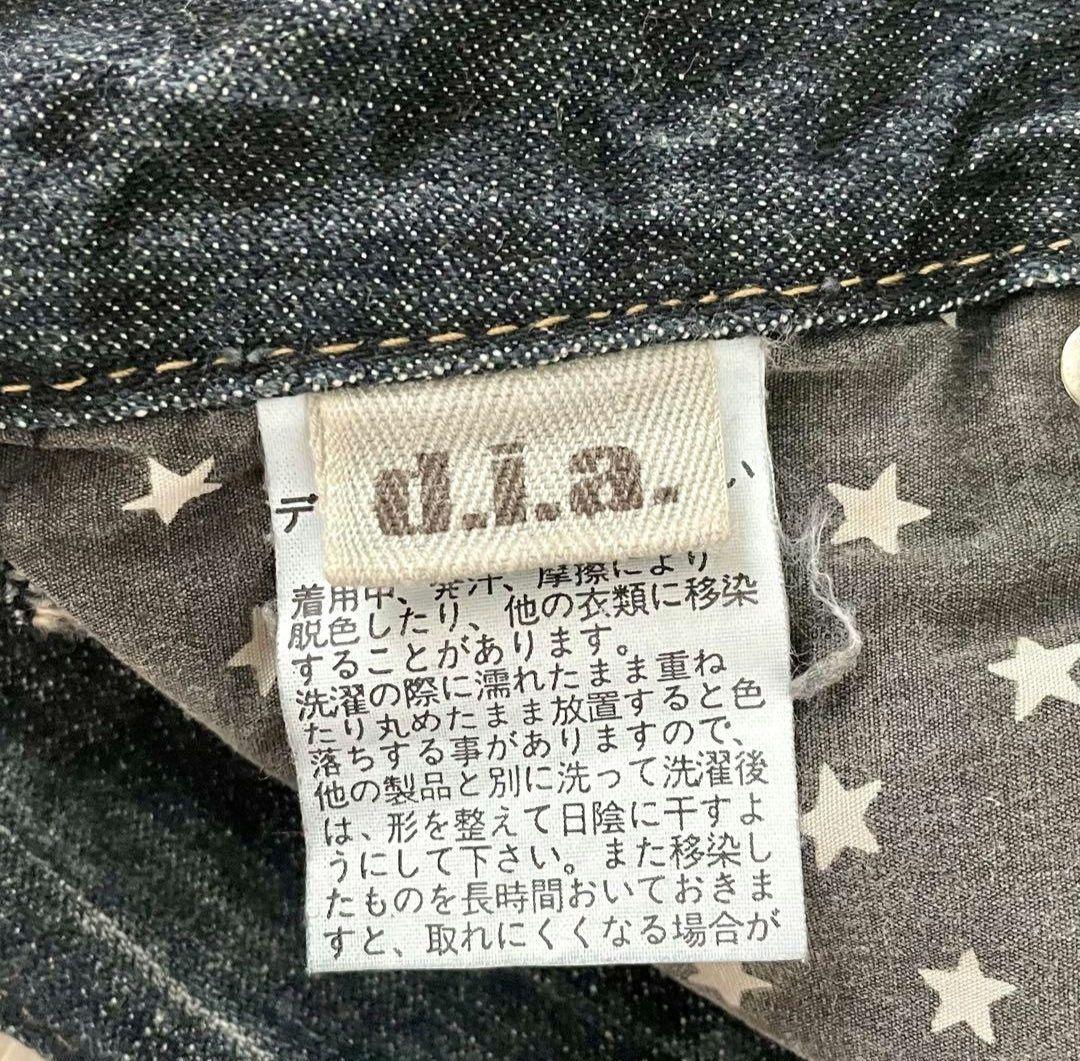 d.i.a.
デ
い
着用中、発汗、摩擦により
脱色したり、他の衣類に移染
することがあります。
洗濯の際に濡れたまま重ね
たり丸めたまま放置すると色
落ちする事がありますので、
他の製品と別に洗って洗濯後
は、形を整えて日陰に干すよ
うにして下さい。また移染し
たものを長時間おいておきま
すと、取れにくくなる場合が